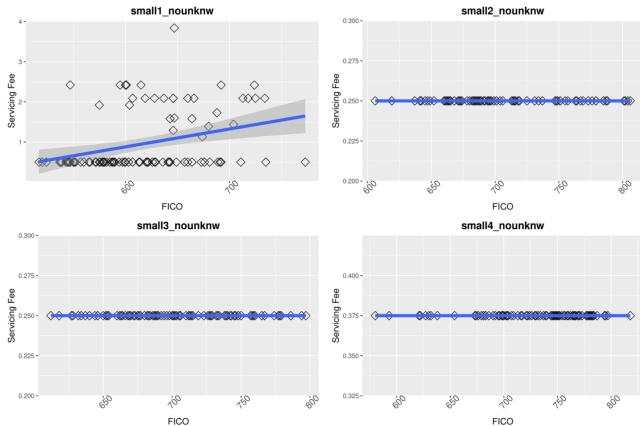 small1_nounknw
4
3
2
1
Servicing Fee
600
700
FICO
small2_nounknw
0.300
0.275
0.250
0.225
0.200
Servicing Fee
600
650
700
750
800
FICO
small3_nounknw
0.300
0.275
0.250
0.225
0.200
Servicing Fee
650
700
750
800
FICO
small4_nounknw
0.400
0.375
0.350
0.325
Servicing Fee
600
650
700
750
800
FICO